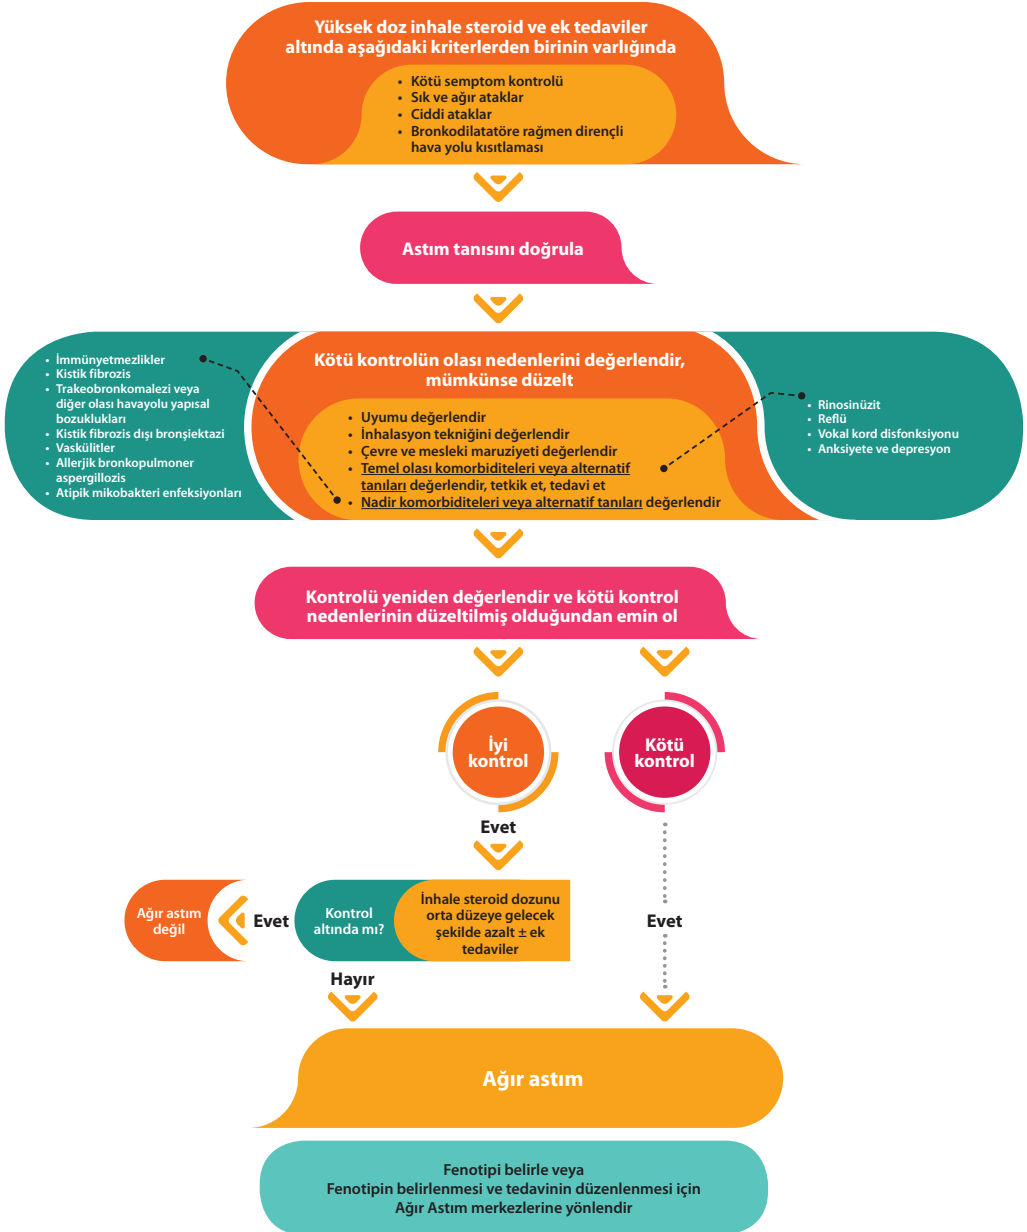 Yüksek doz inhale steroid ve ek tedaviler
altında aşağıdaki kriterlerden birinin varlığında
• Kötü semptom kontrolü
• Sık ve ağır ataklar
• Ciddi ataklar
• Bronkodilatatöre rağmen dirençli
hava yolu kısıtlaması
Astım tanısını doğrula
• İmmünyetmezlikler
• Kistik fibrozis
• Trakeobronkomalezi veya
diğer olası havayolu yapısal
bozuklukları
• Kistik fibrozis dışı bronşiektazi
• Vaskülitler
• Allerjik bronkopulmoner
aspergillozis
• Atipik mikobakteri enfeksiyonları
Kötü kontrolün olası nedenlerini değerlendir,
mümkünse düzelt
• Uyumu değerlendir
• İnhalasyon tekniğini değerlendir
• Çevre ve mesleki maruziyeti değerlendir
• Temel olası komorbiditeleri veya alternatif
tanıları değerlendir, tetkik et, tedavi et
• Nadir komorbiditeleri veya alternatif tanıları değerlendir
• Rinosinüzit
• Reflü
• Vokal kord disfonksiyonu
• Anksiyete ve depresyon
Kontrolü yeniden değerlendir ve kötü kontrol
nedenlerinin düzeltilmiş olduğundan emin ol
İyi
kontrol
Kötü
kontrol
Evet
Ağır astım
değil
Evet
Kontrol
altında mı?
İnhale steroid dozunu
orta düzeye gelecek
şekilde azalt ± ek
tedaviler
Evet
Hayır
Ağır astım
Fenotipi belirle veya
Fenotipin belirlenmesi ve tedavinin düzenlenmesi için
Ağır Astım merkezlerine yönlendir